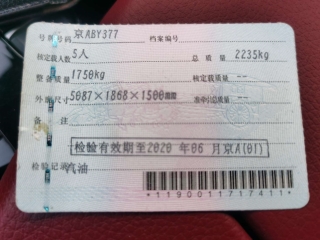 号牌号码 京ABY377 档案编号
核定载人数 5人 总质量 2235kg
整备质量 1750kg 核定载质量 --
外廓尺寸 5087×1868×1500mm 准牵引总质量 --
备注
检验有效期至2020年06月京A(01)
检验记录 汽油
*1190011717411*